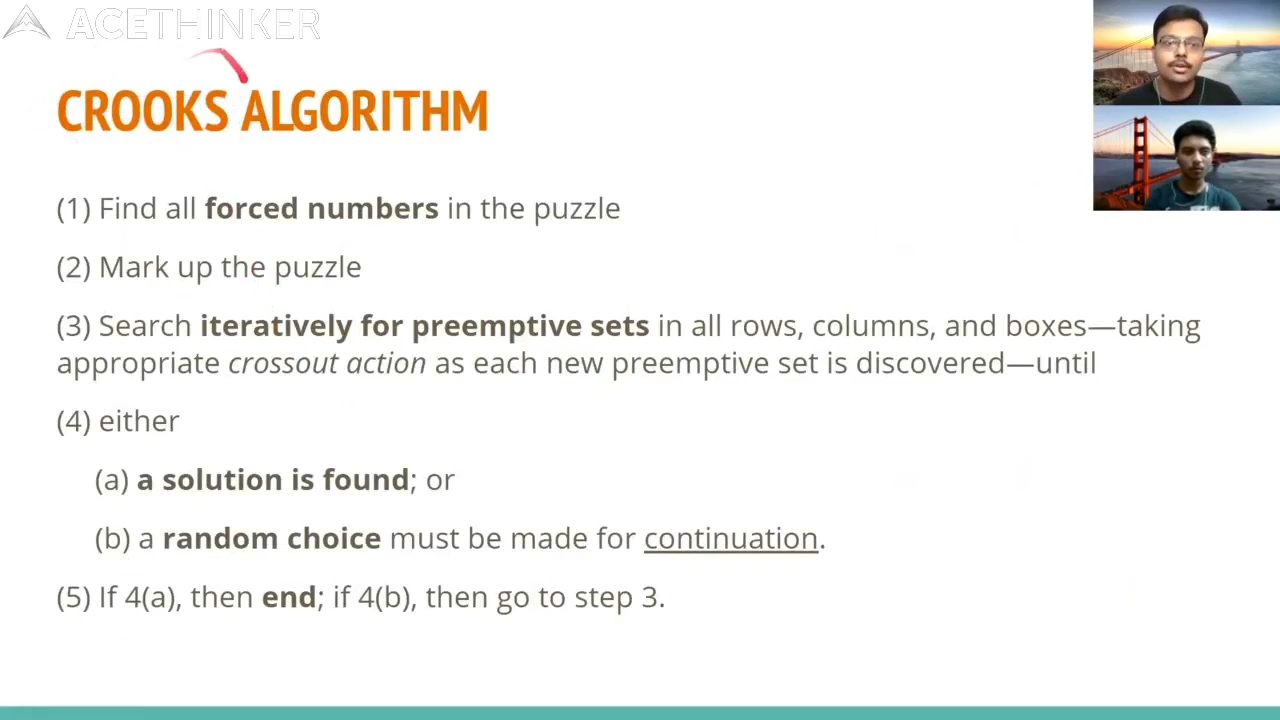 ACETHINKER
CROOKS ALGORITHM
(1) Find all forced numbers in the puzzle
(2) Mark up the puzzle
(3) Search iteratively for preemptive sets in all rows, columns, and boxes—taking
appropriate crossout action as each new preemptive set is discovered—until
(4) either
(a) a solution is found; or
(b) a random choice must be made for continuation.
(5) If 4(a), then end; if 4(b), then go to step 3.